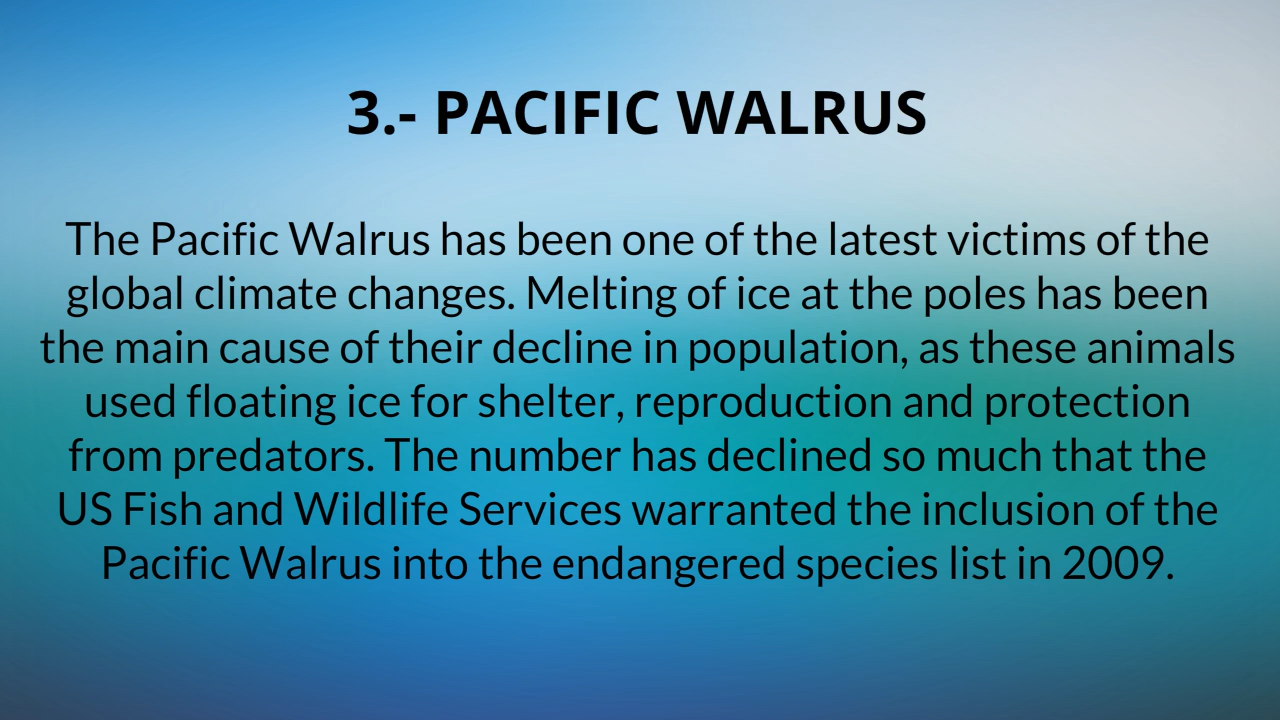 3.- PACIFIC WALRUS
The Pacific Walrus has been one of the latest victims of the
global climate changes. Melting of ice at the poles has been
the main cause of their decline in population, as these animals
used floating ice for shelter, reproduction and protection
from predators. The number has declined so much that the
US Fish and Wildlife Services warranted the inclusion of the
Pacific Walrus into the endangered species list in 2009.